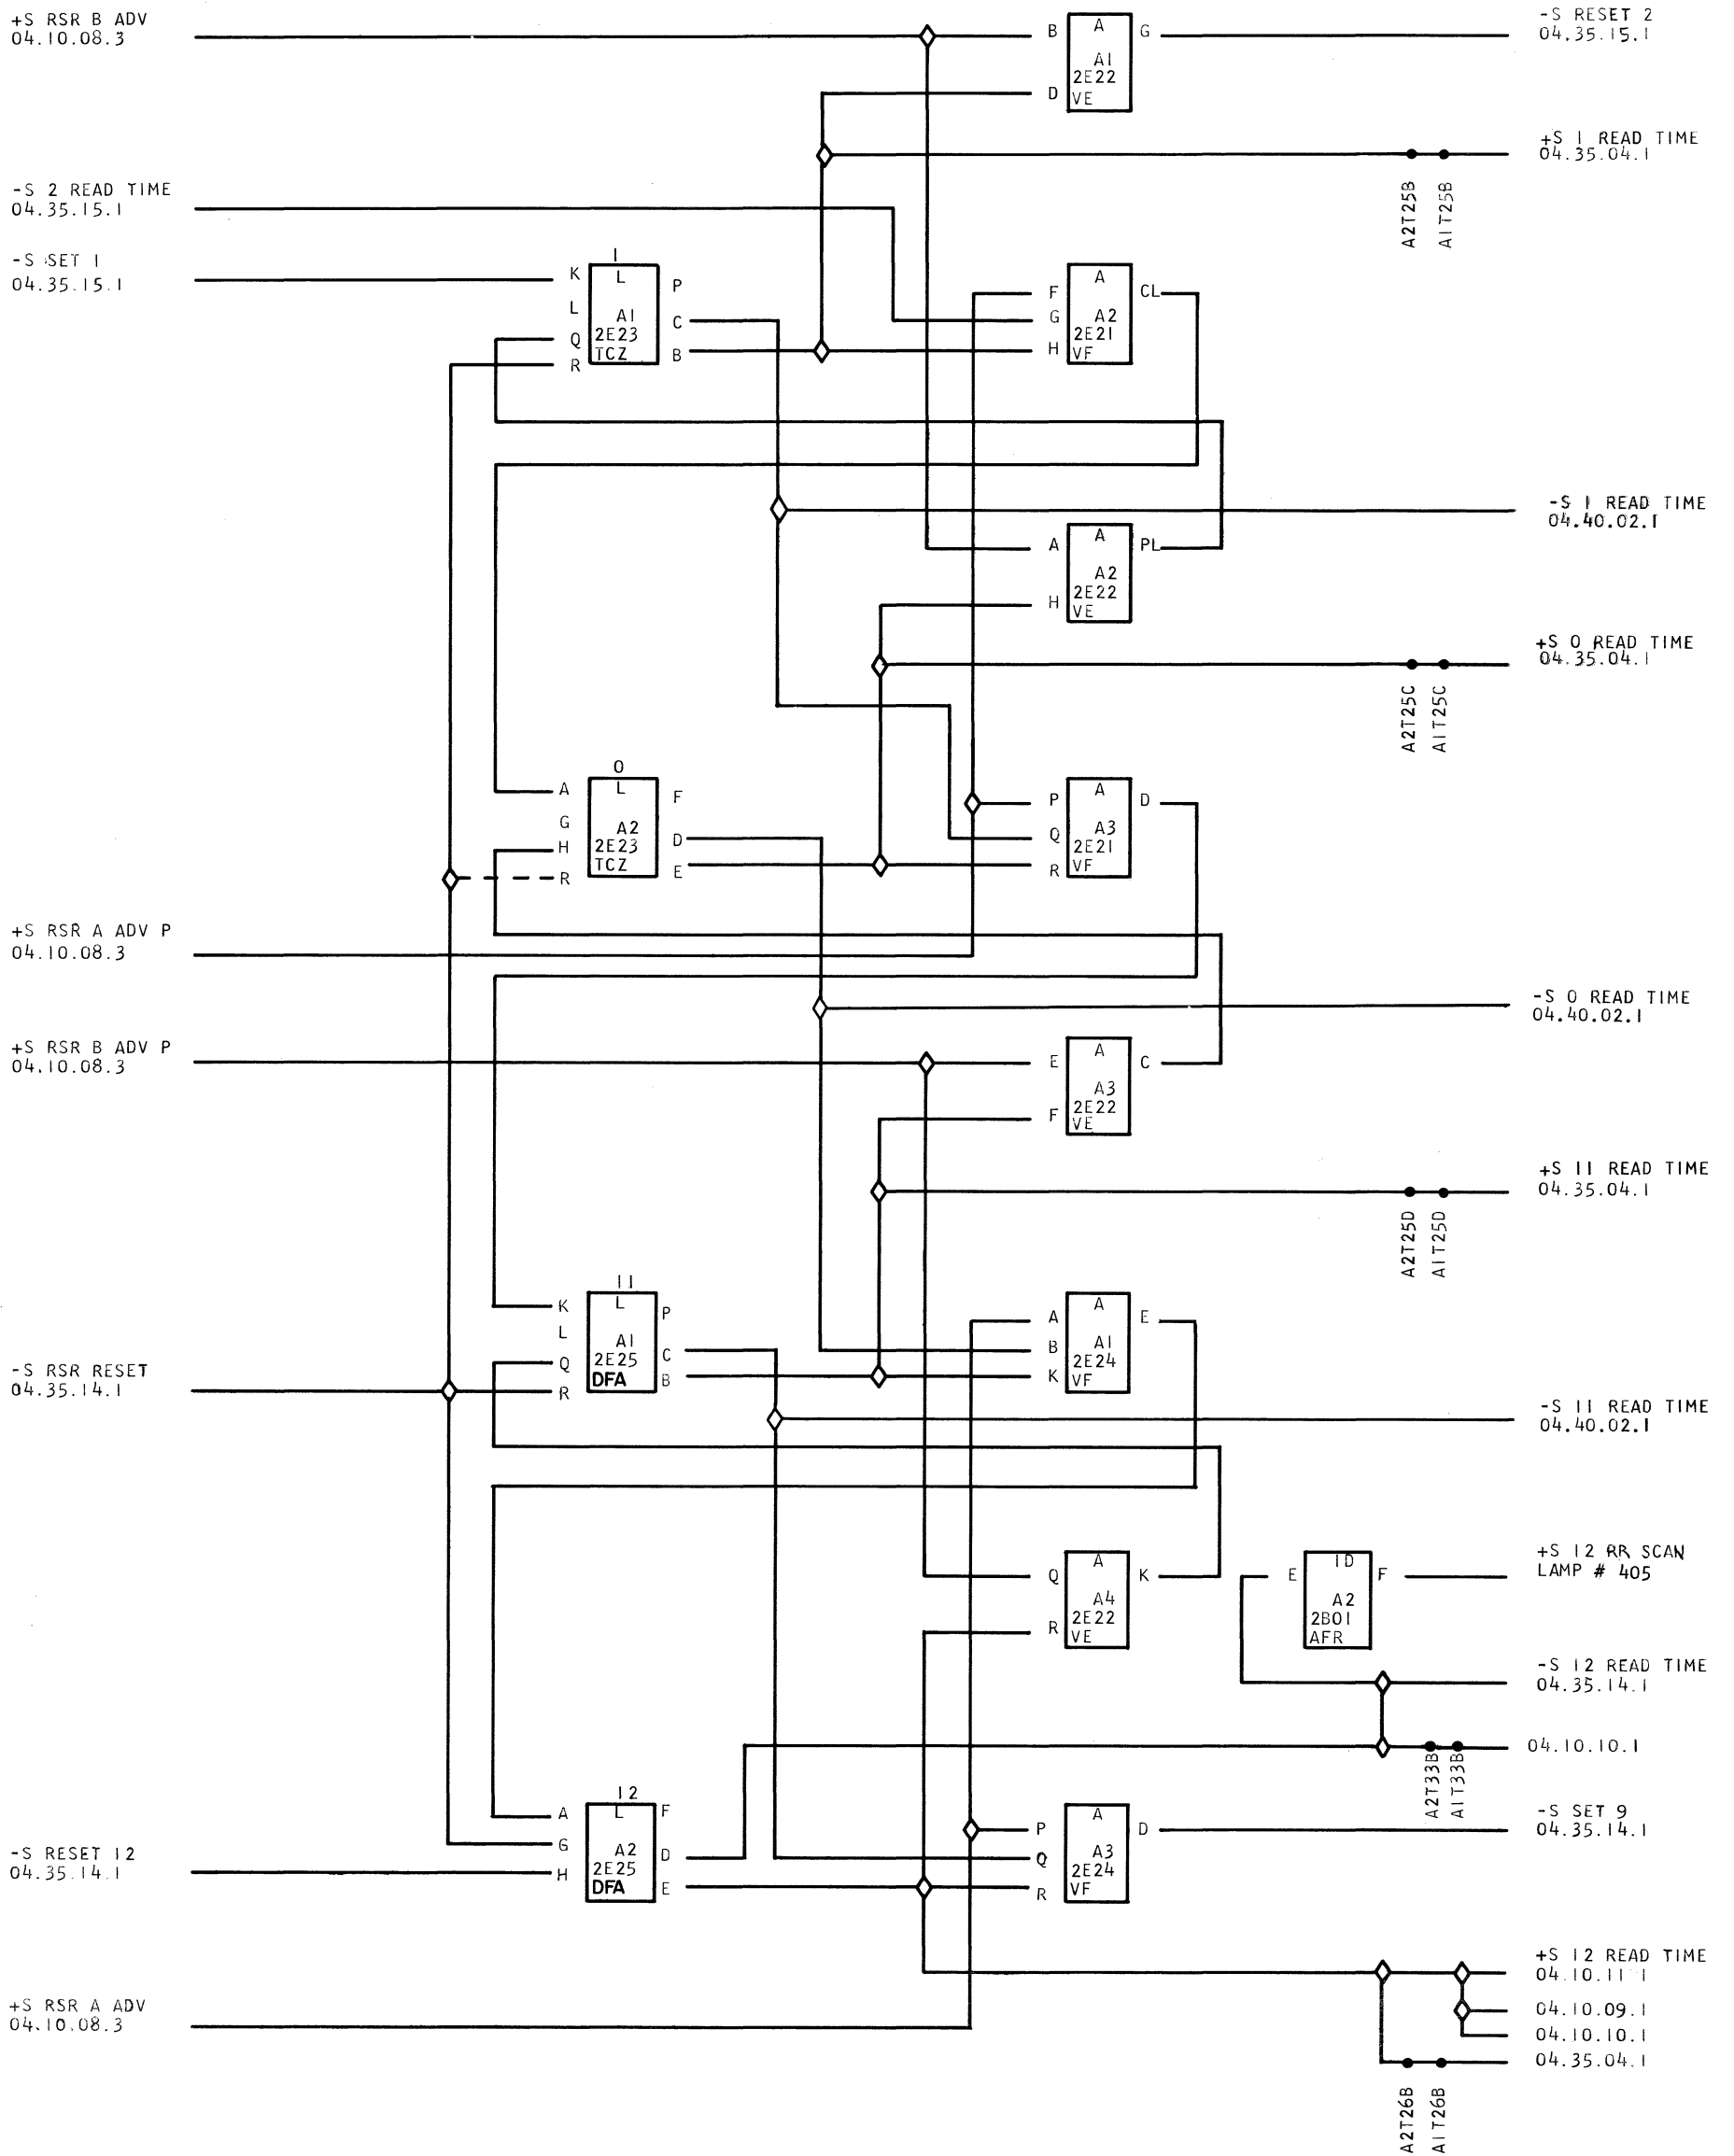 +S RSR B ADV
04.10.08.3
B
D
A
A1
2E22
VE
G
-S RESET 2
04.35.15.1
+S 1 READ TIME
04.35.04.1
A2T25B
A1T25B
-S 2 READ TIME
04.35.15.1
-S SET 1
04.35.15.1
K
L
Q
R
1
L
A1
2E23
TCZ
P
C
B
F
G
H
A
A2
2E21
VF
CL
-S 1 READ TIME
04.40.02.1
A
H
A
A2
2E22
VE
PL
+S 0 READ TIME
04.35.04.1
A2T25C
A1T25C
A
G
H
R
0
L
A2
2E23
TCZ
F
D
E
P
Q
R
A
A3
2E21
VF
D
+S RSR A ADV P
04.10.08.3
-S 0 READ TIME
04.40.02.1
+S RSR B ADV P
04.10.08.3
E
F
A
A3
2E22
VE
C
+S 11 READ TIME
04.35.04.1
A2T25D
A1T25D
K
L
Q
R
11
L
A1
2E25
DFA
P
C
B
A
B
K
A
A1
2E24
VF
E
-S RSR RESET
04.35.14.1
-S 11 READ TIME
04.40.02.1
Q
R
A
A4
2E22
VE
K
E
ID
A2
2B01
AFR
F
+S 12 RR SCAN
LAMP # 405
-S 12 READ TIME
04.35.14.1
04.10.10.1
A2T33B
A1T33B
A
G
H
12
L
A2
2E25
DFA
F
D
E
P
Q
R
A
A3
2E24
VF
D
-S SET 9
04.35.14.1
-S RESET 12
04.35.14.1
+S 12 READ TIME
04.10.11.1
04.10.09.1
04.10.10.1
04.35.04.1
A2T26B
A1T26B
+S RSR A ADV
04.10.08.3